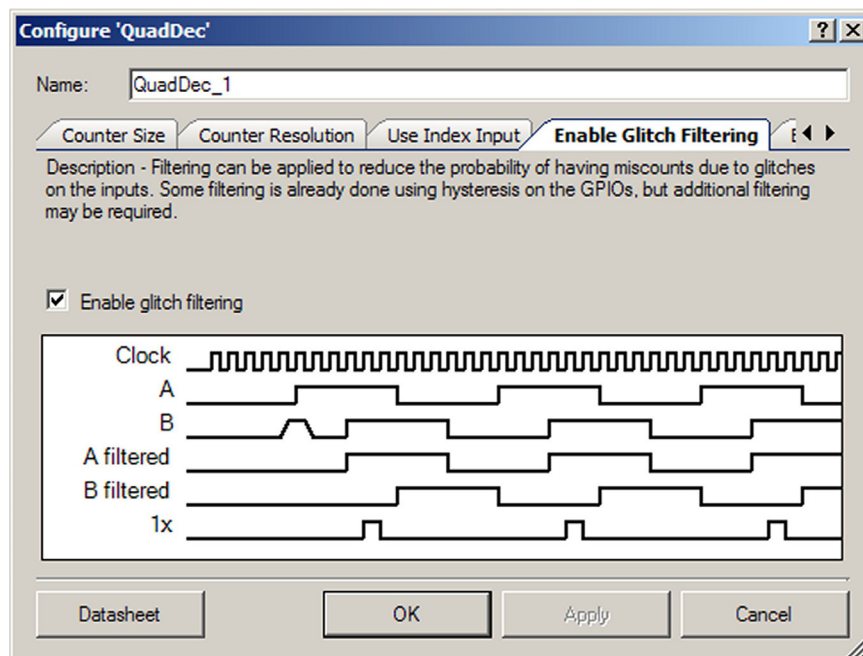 Configure 'QuadDec'
Name: QuadDec_1
Counter Size Counter Resolution Use Index Input Enable Glitch Filtering
Description - Filtering can be applied to reduce the probability of having miscounts due to glitches
on the inputs. Some filtering is already done using hysteresis on the GPIOs, but additional filtering
may be required.
Enable glitch filtering
Clock
A
B
A filtered
B filtered
1x
Datasheet OK Apply Cancel